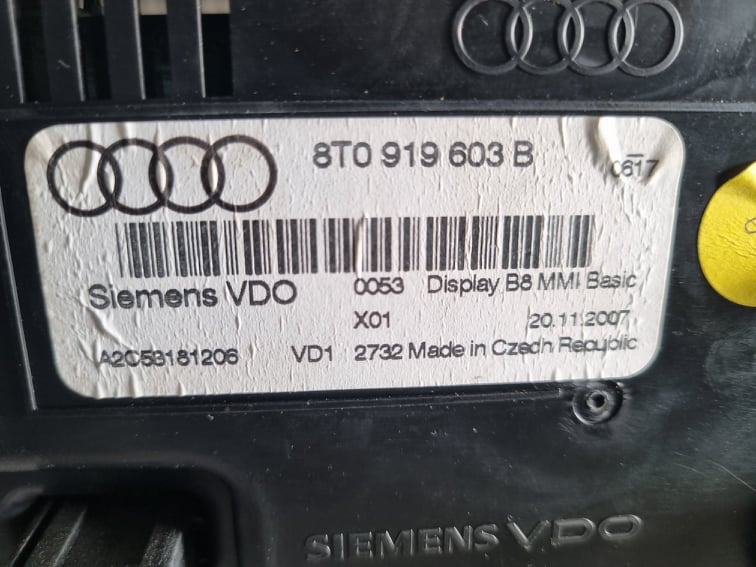 8T0 919 603 B
0617
Siemens VDO 0053 Display B8 MMI Basic
X01 20.11.2007
A2C53181206 VD1 2732 Made in Czech Republic
SIEMENS VDO